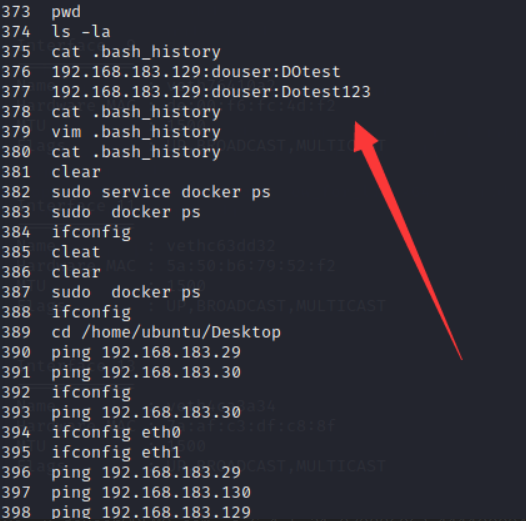 373 pwd
374 ls -la
375 cat .bash_history
376 192.168.183.129:douser:DOtest
377 192.168.183.129:douser:Dotest123
378 cat .bash_history
379 vim .bash_history
380 cat .bash_history
381 clear
382 sudo service docker ps
383 sudo  docker ps
384 ifconfig
385 cleat
386 clear
387 sudo  docker ps
388 ifconfig
389 cd /home/ubuntu/Desktop
390 ping 192.168.183.29
391 ping 192.168.183.30
392 ifconfig
393 ping 192.168.183.30
394 ifconfig eth0
395 ifconfig eth1
396 ping 192.168.183.29
397 ping 192.168.183.130
398 ping 192.168.183.129